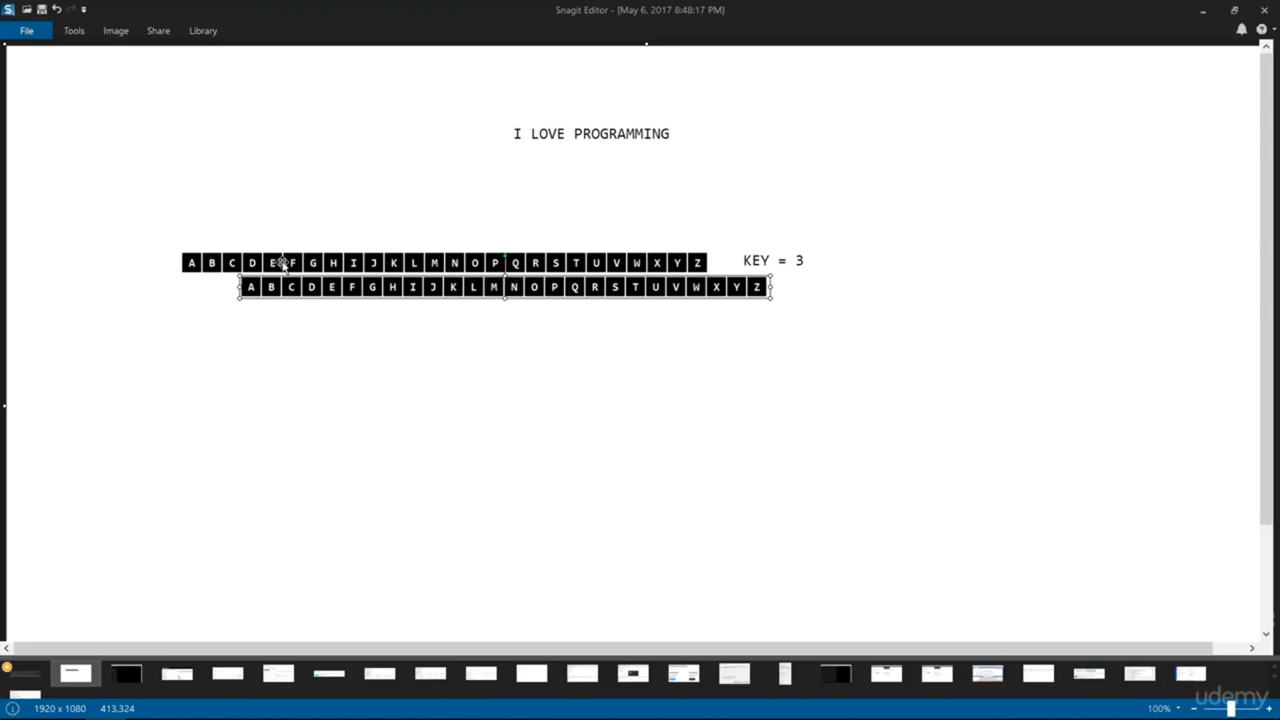 Snagit Editor - [May 6, 2017 8:48:17 PM]
File Tools Image Share Library
I LOVE PROGRAMMING
A B C D E F G H I J K L M N O P Q R S T U V W X Y Z KEY = 3
A B C D E F G H I J K L M N O P Q R S T U V W X Y Z
udemy
1920 x 1080 413,324 100%